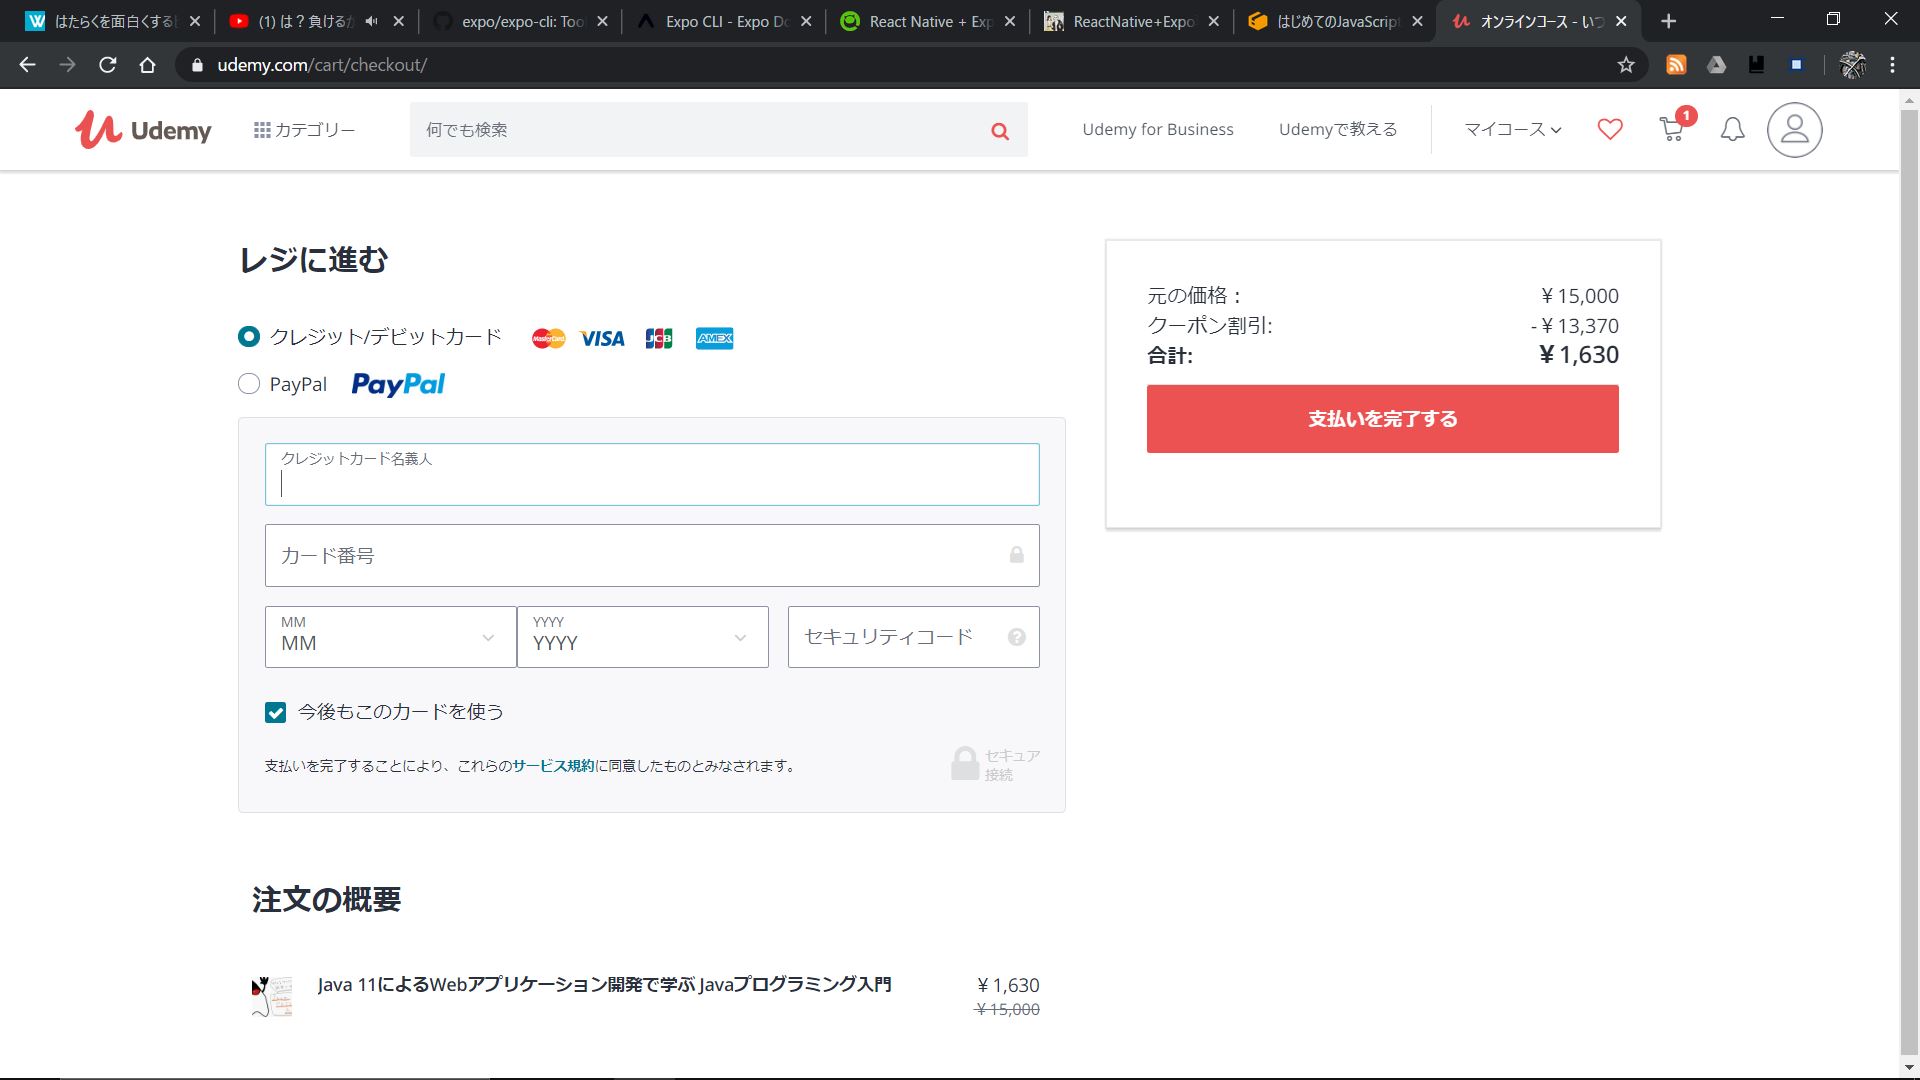 はたらくを面白くする
(1) は？負けるか
expo/expo-cli: Too
Expo CLI - Expo Do
React Native + Exp
ReactNative+Expo
はじめてのJavaScript
オンラインコース - いつ
udemy.com/cart/checkout/
Udemy
カテゴリー
何でも検索
Udemy for Business
Udemyで教える
マイコース
1
レジに進む
クレジット/デビットカード
MasterCard
VISA
JCB
AMEX
PayPal
PayPal
クレジットカード名義人
カード番号
MM
MM
YYYY
YYYY
セキュリティコード
今後もこのカードを使う
支払いを完了することにより、これらのサービス規約に同意したものとみなされます。
セキュア
接続
元の価格：
￥15,000
クーポン割引:
-￥13,370
合計:
￥1,630
支払いを完了する
注文の概要
Java 11によるWebアプリケーション開発で学ぶ Javaプログラミング入門
￥1,630
￥15,000